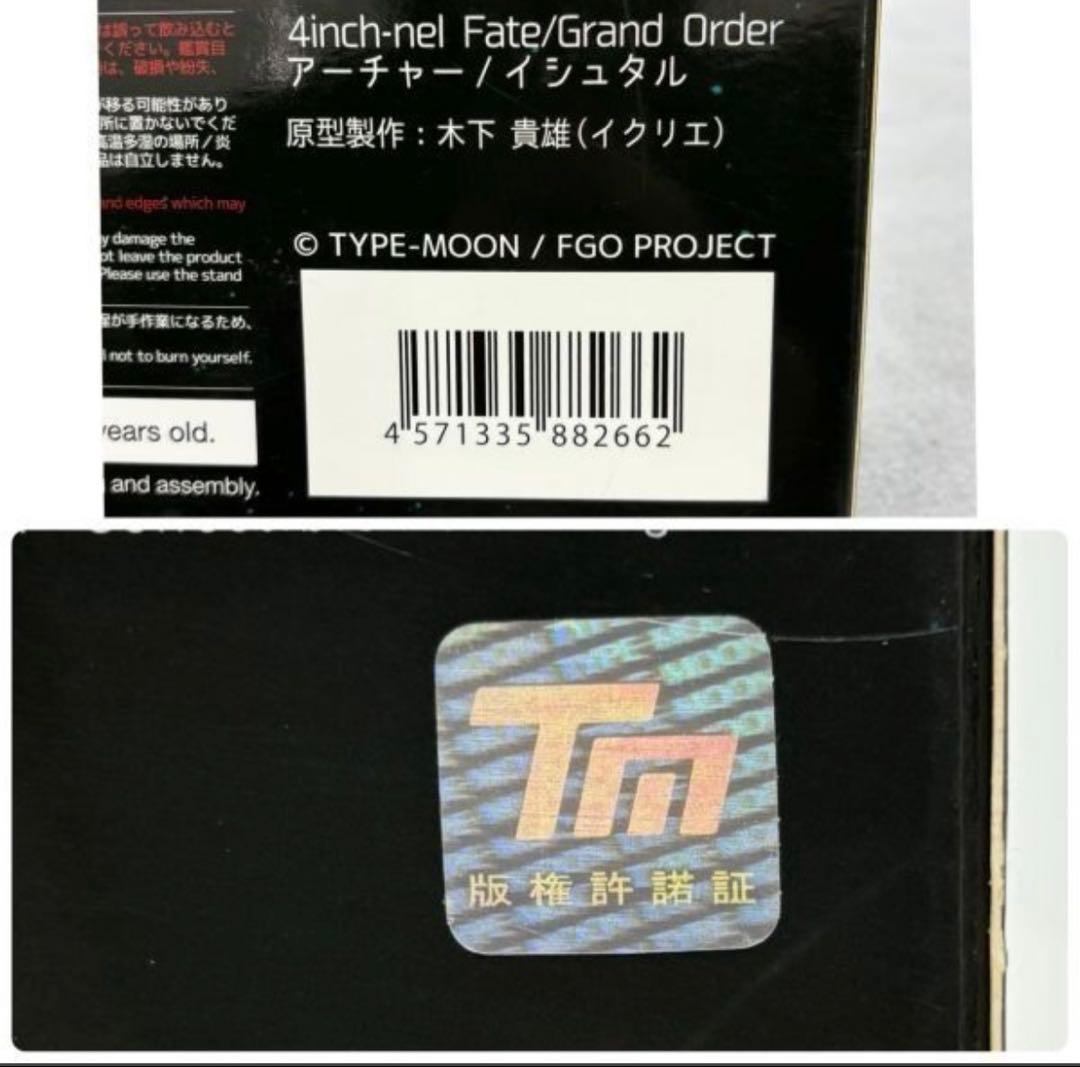 は誤って飲み込むと
ください。鑑賞目
は、破損や紛失、
移る可能性があり
所に置かないでくだ
高温多湿の場所/炎
品は自立しません。
and edges which may
y damage the
ot leave the product
Please use the stand
が手作業になるため、
not to burn yourself.
years old.
and assembly.
4inch-nel Fate/Grand Order
アーチャー/イシュタル
原型製作:木下 貴雄(イクリエ)
© TYPE-MOON / FGO PROJECT
4 571335 882662
TYPE MOON
Tm
版権許諾証